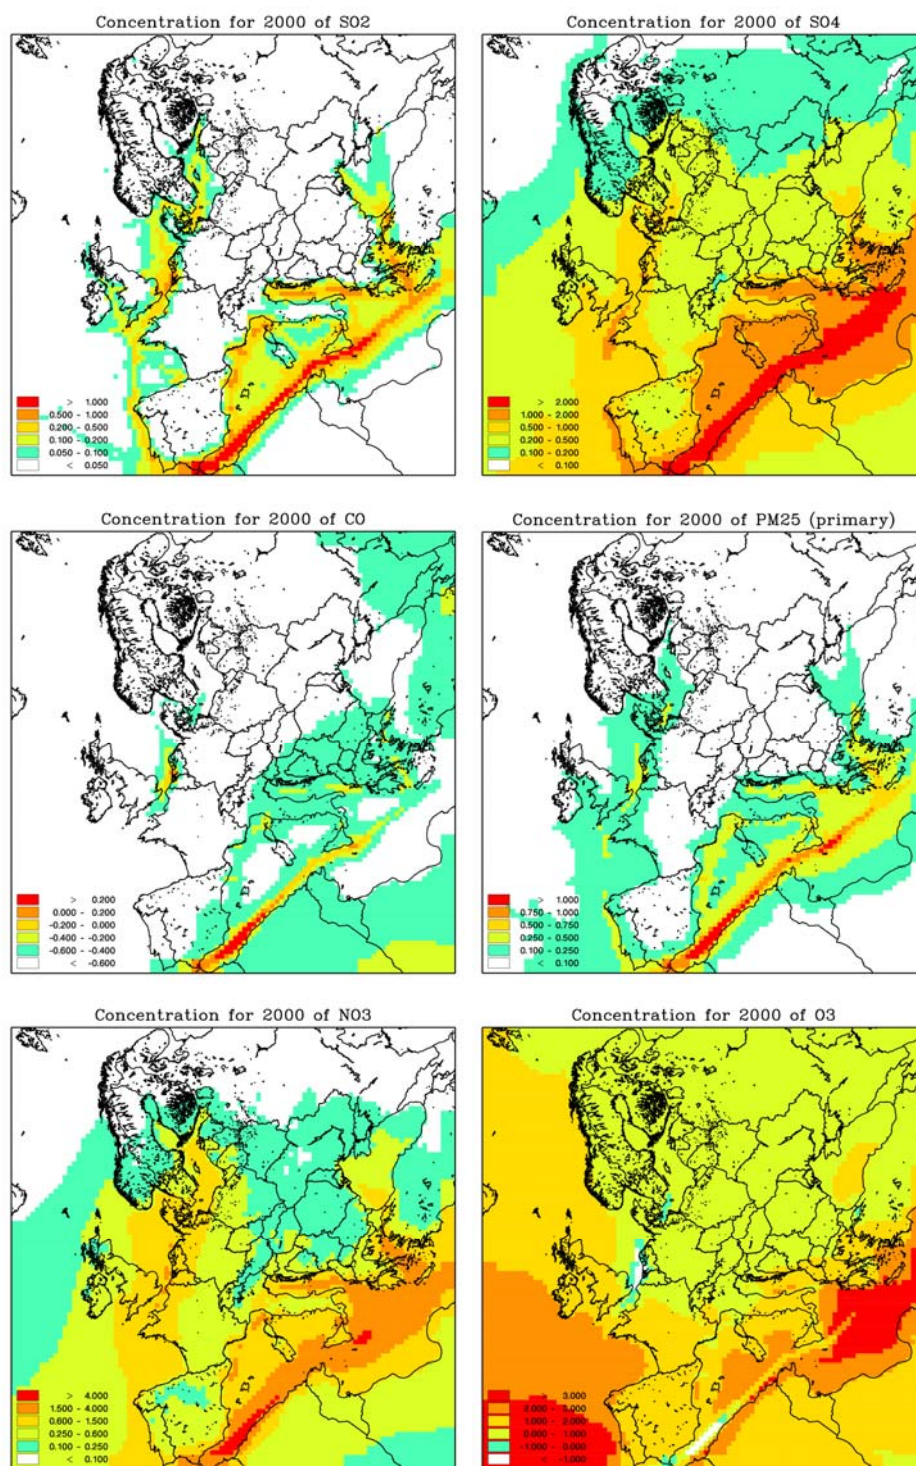 Concentration for 2000 of SO2
> 1.000
0.500 - 1.000
0.200 - 0.500
0.100 - 0.200
0.050 - 0.100
< 0.050
Concentration for 2000 of SO4
> 2.000
1.000 - 2.000
0.500 - 1.000
0.200 - 0.500
0.100 - 0.200
< 0.100
Concentration for 2000 of CO
> 0.200
0.000 - 0.200
-0.200 - 0.000
-0.400 - -0.200
-0.600 - -0.400
< -0.600
Concentration for 2000 of PM25 (primary)
> 1.000
0.750 - 1.000
0.500 - 0.750
0.250 - 0.500
0.100 - 0.250
< 0.100
Concentration for 2000 of NO3
> 4.000
1.500 - 4.000
0.600 - 1.500
0.250 - 0.600
0.100 - 0.250
< 0.100
Concentration for 2000 of O3
> 3.000
2.000 - 3.000
1.000 - 2.000
0.000 - 1.000
-1.000 - 0.000
< -1.000